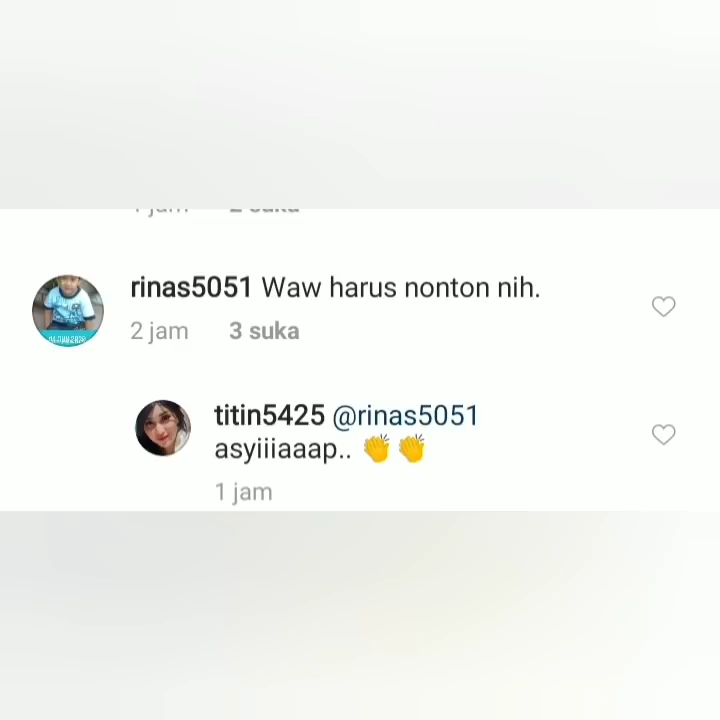 rinas5051 Waw harus nonton nih.
2 jam 3 suka
titin5425 @rinas5051
asyiiiaaap.. 👏👏
1 jam